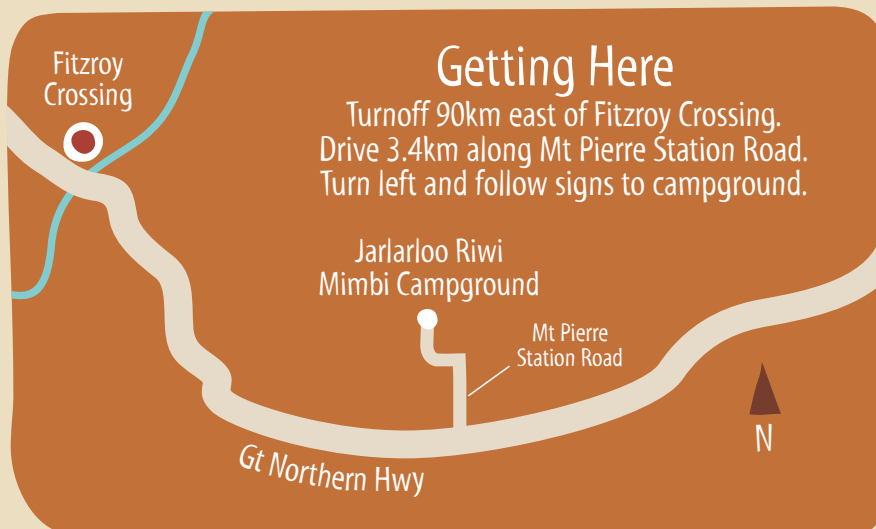 Fitzroy
Crossing
Getting Here
Turnoff 90km east of Fitzroy Crossing.
Drive 3.4km along Mt Pierre Station Road.
Turn left and follow signs to campground.
Jarlarloo Riwi
Mimbi Campground
Mt Pierre
Station Road
Gt Northern Hwy
N